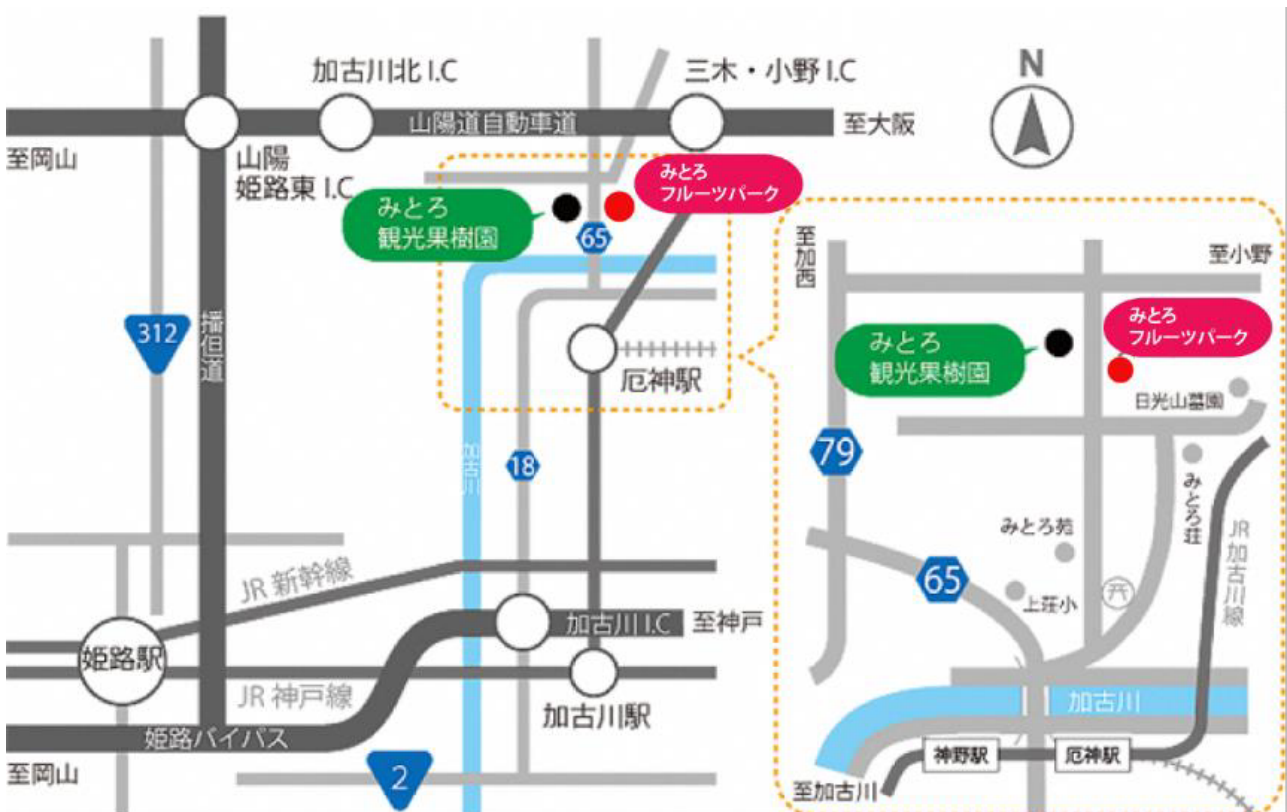 加古川北 I.C
三木・小野 I.C
N
山陽道自動車道
至大阪
至岡山
山陽
姫路東 I.C
みとろ
フルーツパーク
みとろ
観光果樹園
65
312
播但道
厄神駅
加古川
18
JR 新幹線
加古川 I.C
至神戸
姫路駅
JR 神戸線
加古川駅
姫路バイパス
至岡山
2
至加西
至小野
みとろ
フルーツパーク
みとろ
観光果樹園
日光山墓園
79
みとろ荘
みとろ苑
JR加古川線
65
上荘小
加古川
神野駅
厄神駅
至加古川